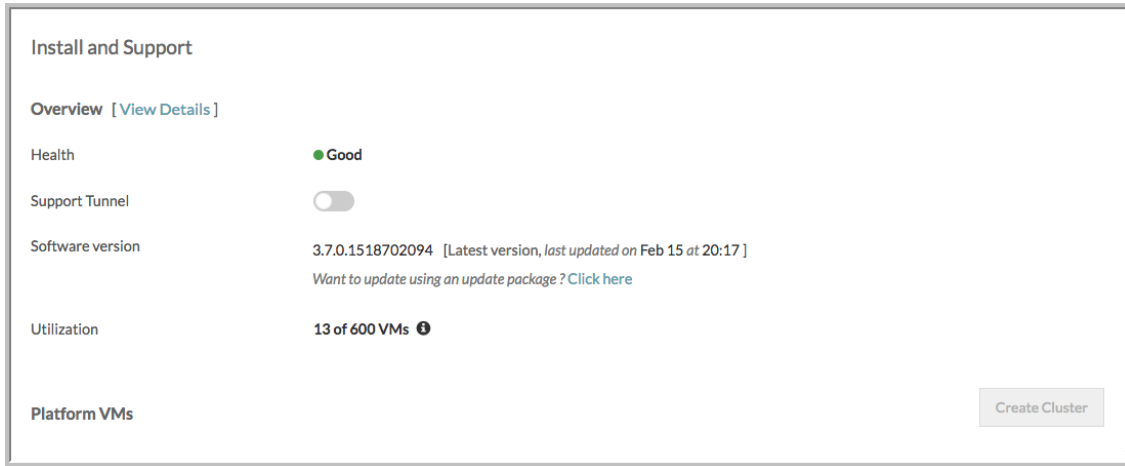 Install and Support
Overview [ View Details ]
Health Good
Support Tunnel
Software version 3.7.0.1518702094 [Latest version, last updated on Feb 15 at 20:17 ]
Want to update using an update package ? Click here
Utilization 13 of 600 VMs
Platform VMs Create Cluster